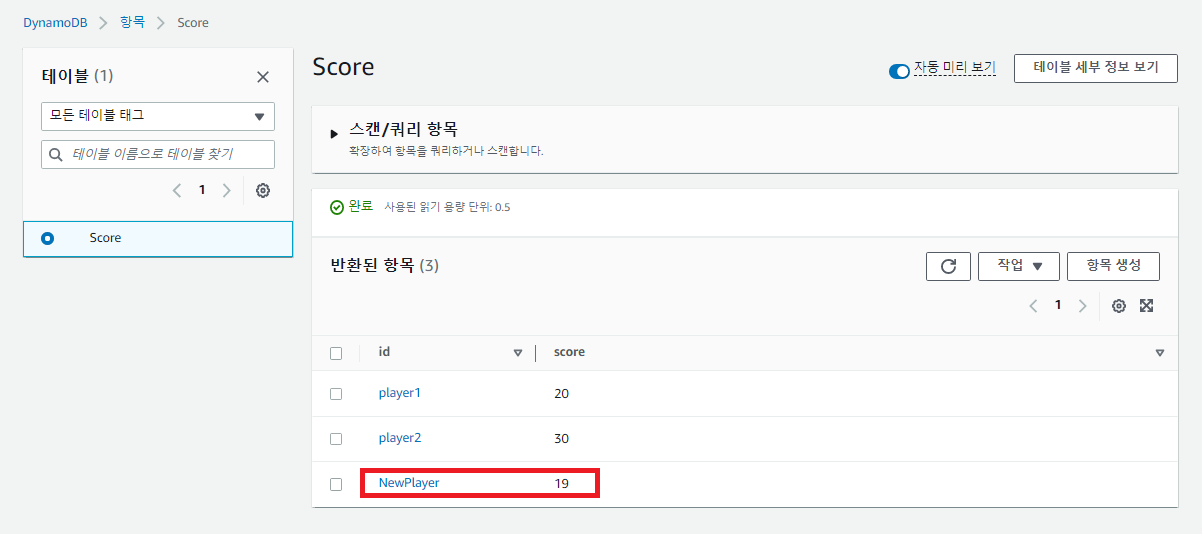 DynamoDB > 항목 > Score
테이블 (1)
모든 테이블 태그
테이블 이름으로 테이블 찾기
1
Score
Score
자동 미리 보기
테이블 세부 정보 보기
스캔/쿼리 항목
확장하여 항목을 쿼리하거나 스캔합니다.
완료 사용된 읽기 용량 단위: 0.5
반환된 항목 (3)
작업
항목 생성
1
id score
player1 20
player2 30
NewPlayer 19